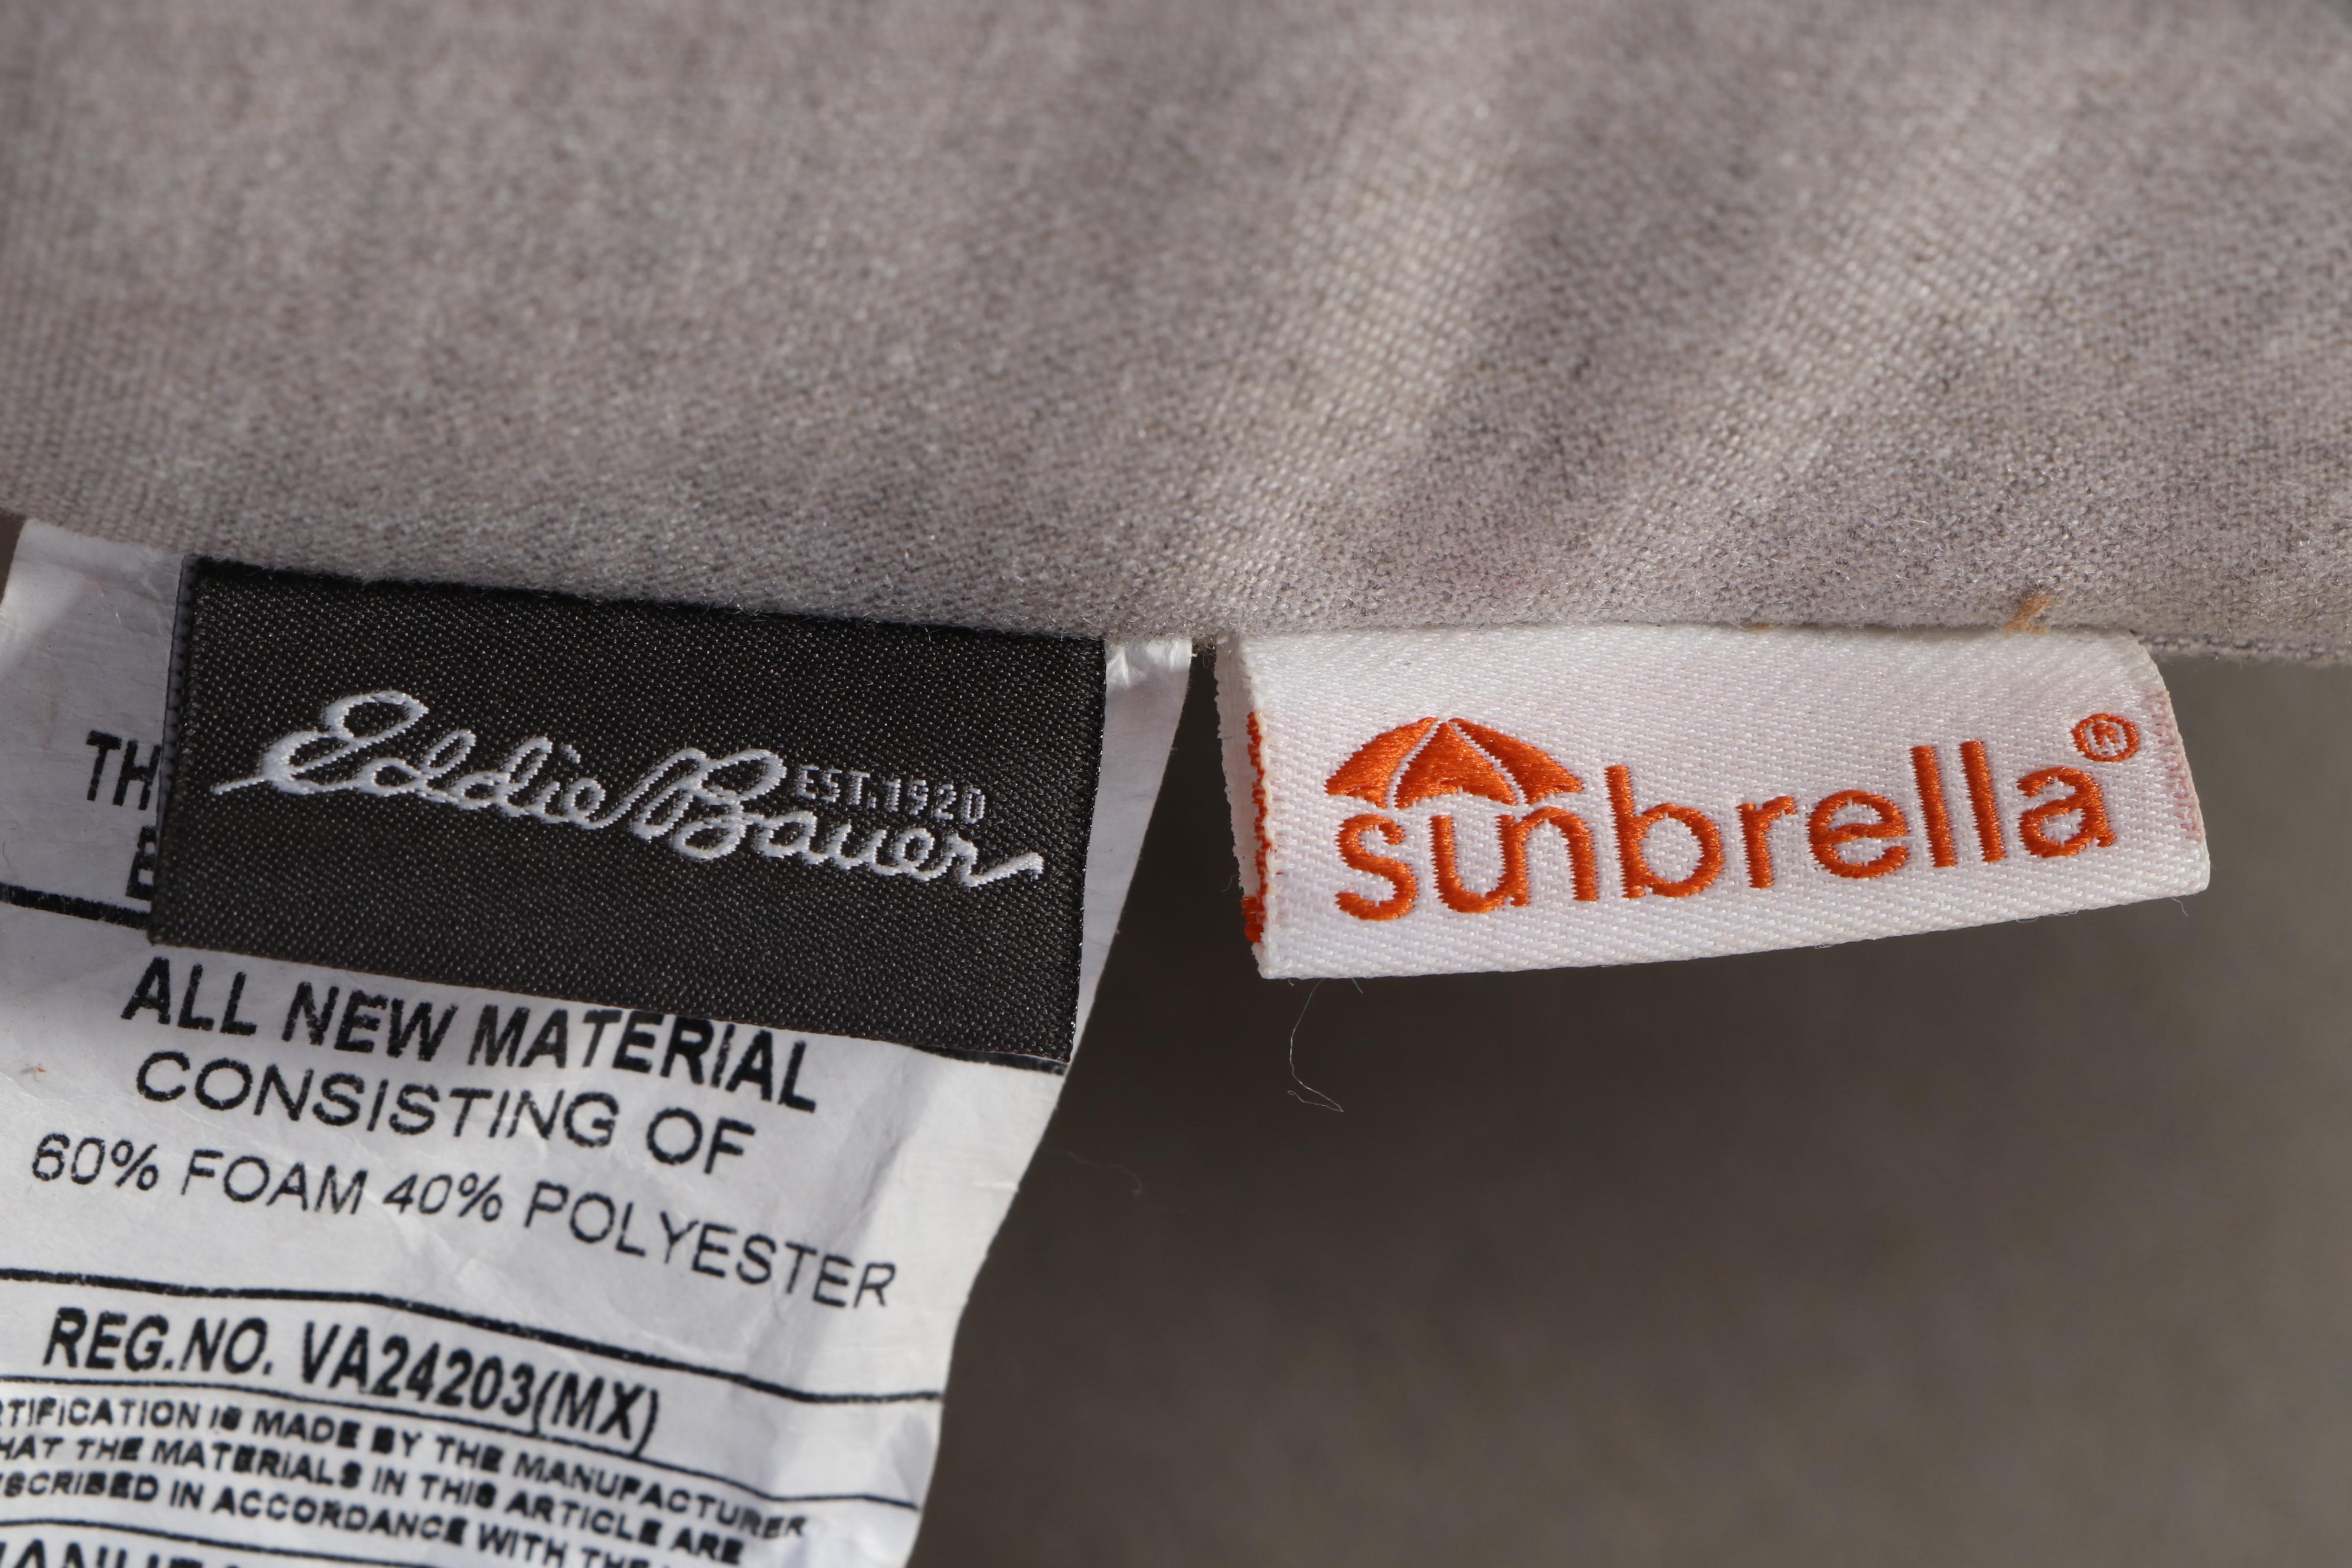 Eddie Bauer
EST.1920
sunbrella®
TH
ALL NEW MATERIAL
CONSISTING OF
60% FOAM 40% POLYESTER
REG.NO. VA24203(MX)
TIFICATION IS MADE BY THE MANUFACTURER
HAT THE MATERIALS IN THIS ARTICLE ARE
SCRIBED IN ACCORDANCE WITH THE